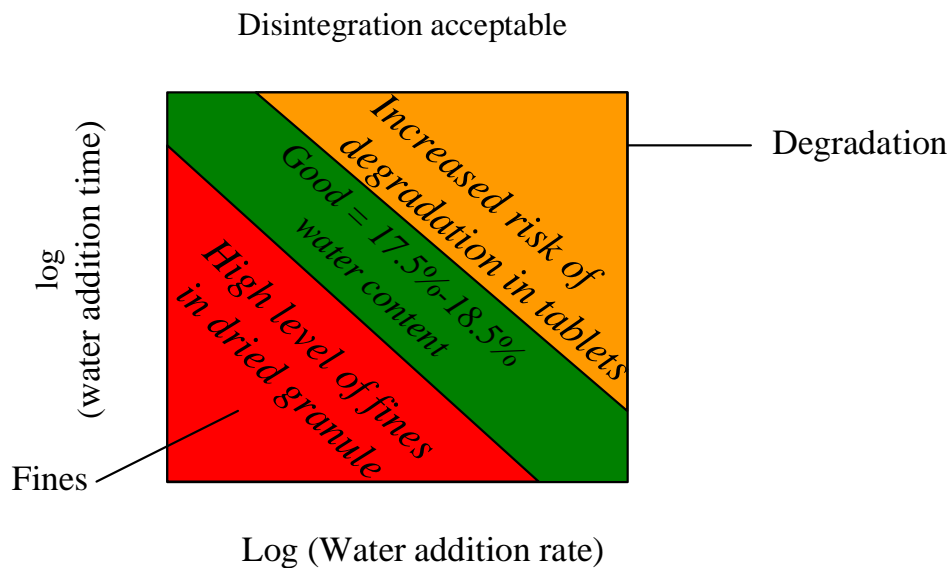 Disintegration acceptable
Increased risk of
degradation in tablets
Degradation
Good = 17.5%-18.5%
water content
log
(water addition time)
High level of fines
in dried granule
Fines
Log (Water addition rate)